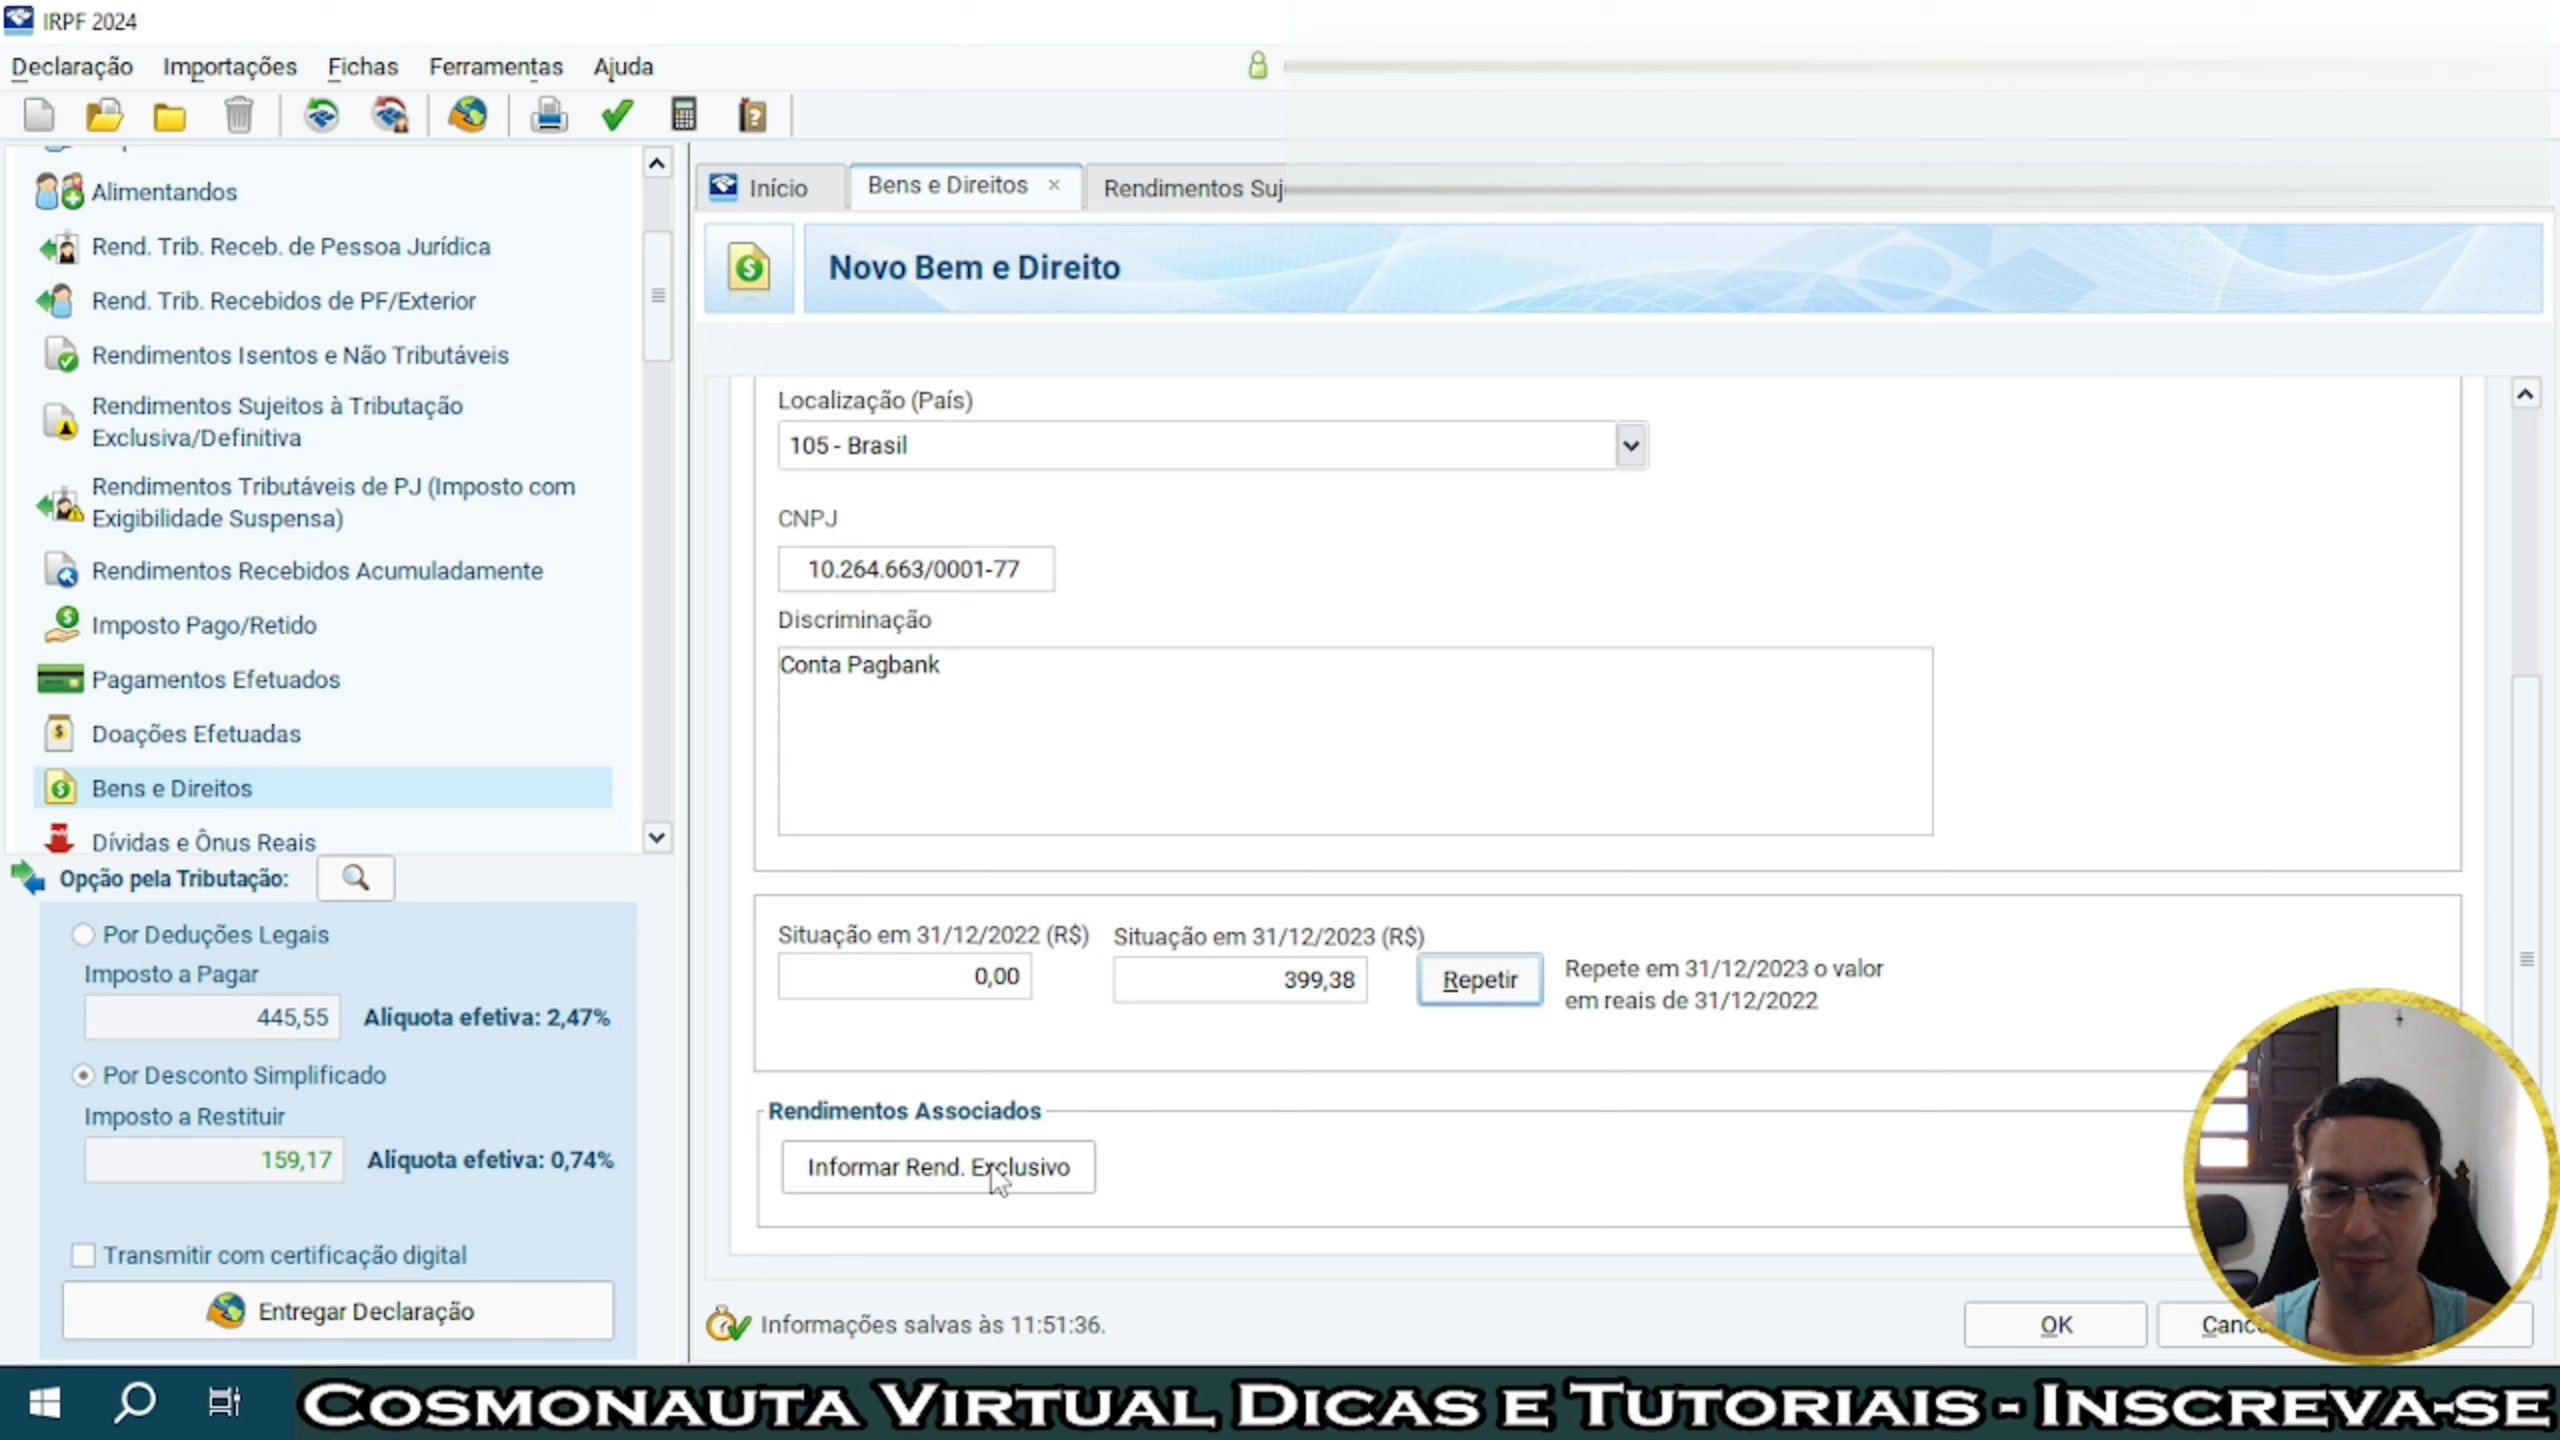 IRPF 2024
Declaração Importações Fichas Ferramentas Ajuda
Alimentandos
Rend. Trib. Receb. de Pessoa Jurídica
Rend. Trib. Recebidos de PF/Exterior
Rendimentos Isentos e Não Tributáveis
Rendimentos Sujeitos à Tributação
Exclusiva/Definitiva
Rendimentos Tributáveis de PJ (Imposto com
Exigibilidade Suspensa)
Rendimentos Recebidos Acumuladamente
Imposto Pago/Retido
Pagamentos Efetuados
Doações Efetuadas
Bens e Direitos
Dívidas e Ônus Reais
Opção pela Tributação:
Por Deduções Legais
Imposto a Pagar
445,55 Alíquota efetiva: 2,47%
Por Desconto Simplificado
Imposto a Restituir
159,17 Alíquota efetiva: 0,74%
Transmitir com certificação digital
Entregar Declaração
Início Bens e Direitos × Rendimentos Suj
Novo Bem e Direito
Localização (País)
105 - Brasil
CNPJ
10.264.663/0001-77
Discriminação
Conta Pagbank
Situação em 31/12/2022 (R$) Situação em 31/12/2023 (R$)
0,00 399,38 Repetir
Repete em 31/12/2023 o valor
em reais de 31/12/2022
Rendimentos Associados
Informar Rend. Exclusivo
Informações salvas às 11:51:36.
OK Canc
Cosmonauta Virtual Dicas e Tutoriais - Inscreva-se